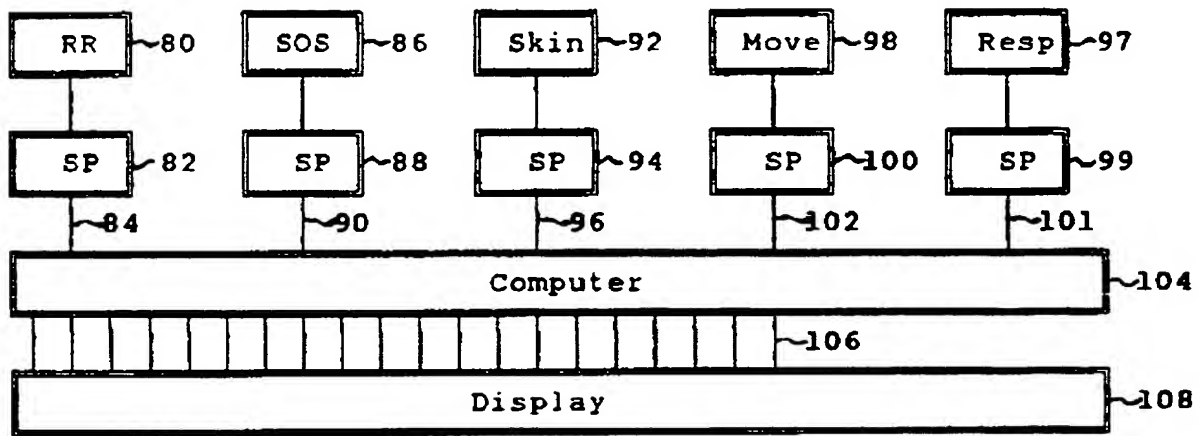 RR 80 SOS 86 Skin 92 Move 98 Resp 97
SP 82 SP 88 SP 94 SP 100 SP 99
84 90 96 102 101
Computer 104
106
Display 108